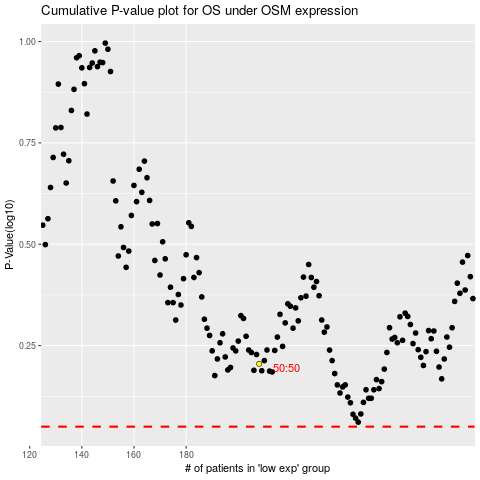 Cumulative P-value plot for OS under OSM expression
1.00
0.75
0.50
0.25
P-Value(log10)
50:50
120 140 160 180
# of patients in 'low exp' group